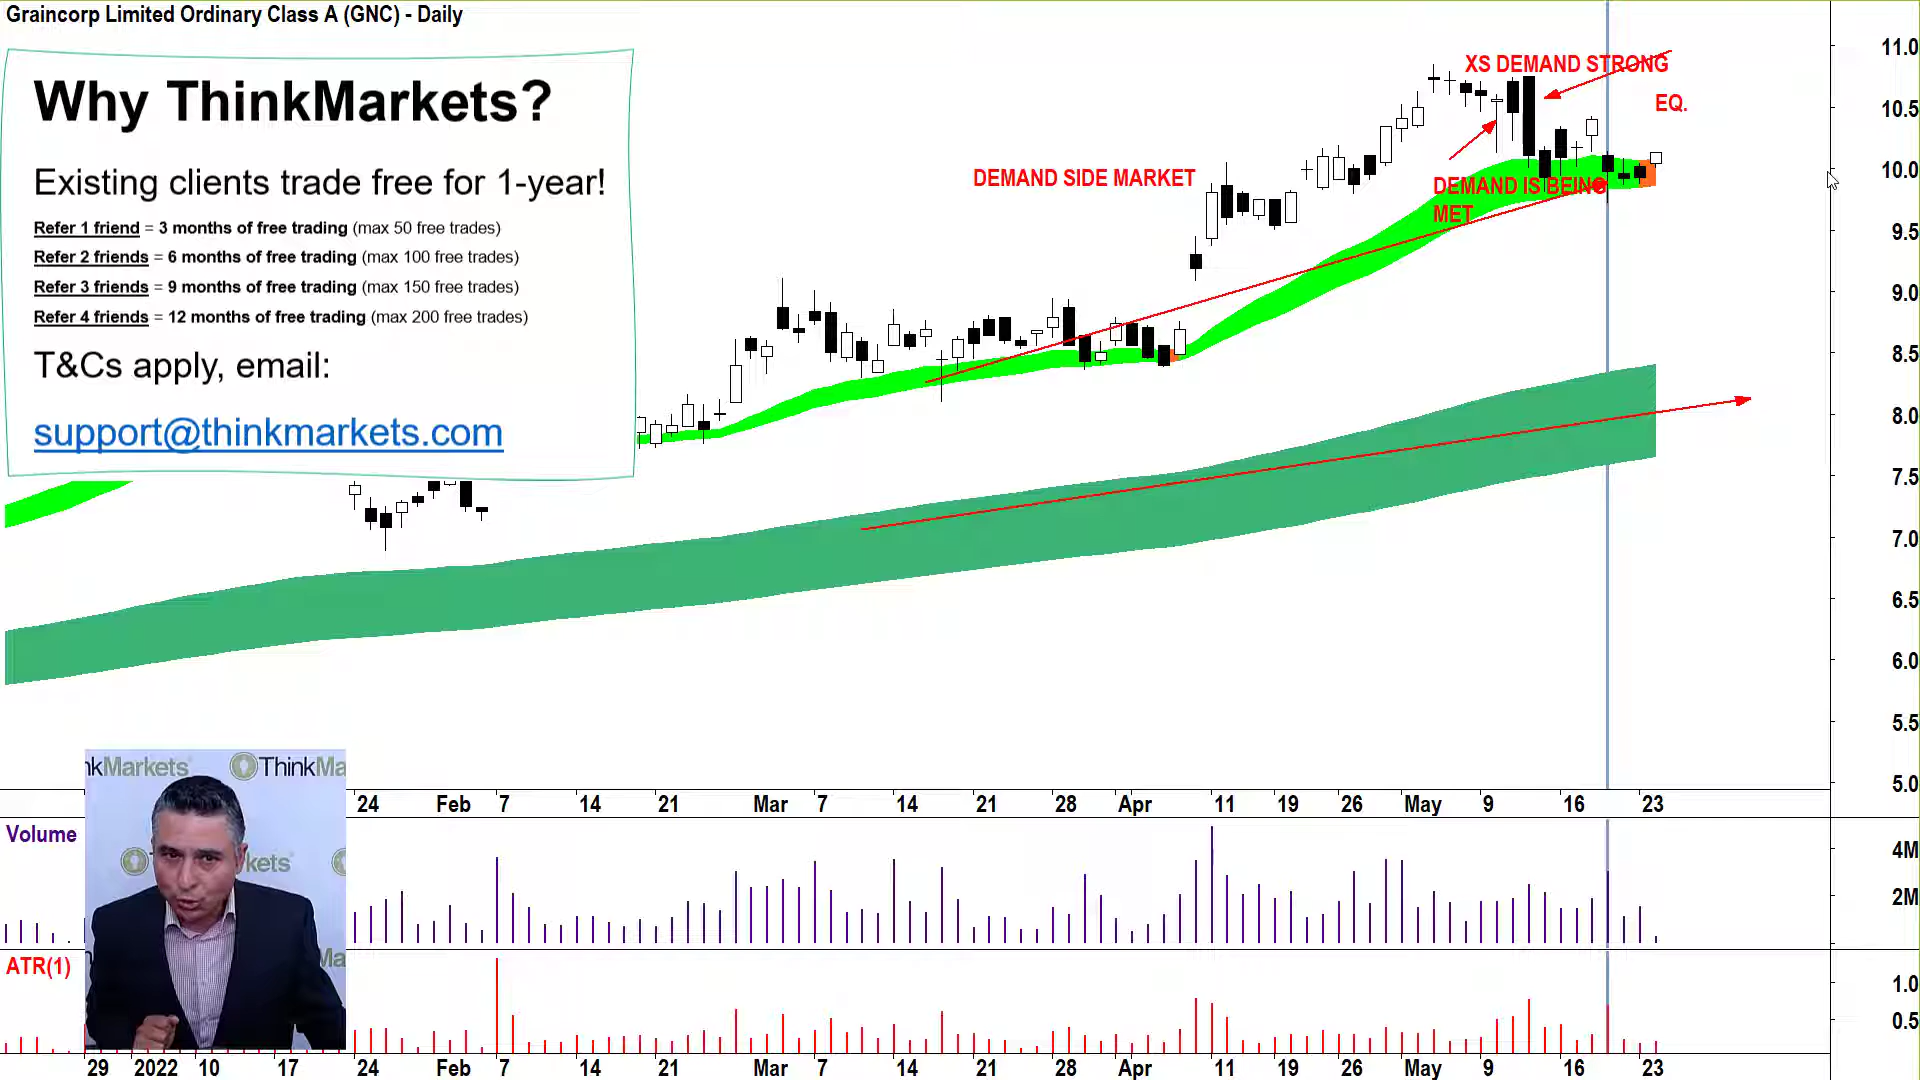 Graincorp Limited Ordinary Class A (GNC) - Daily
Why ThinkMarkets?
Existing clients trade free for 1-year!
Refer 1 friend = 3 months of free trading (max 50 free trades)
Refer 2 friends = 6 months of free trading (max 100 free trades)
Refer 3 friends = 9 months of free trading (max 150 free trades)
Refer 4 friends = 12 months of free trading (max 200 free trades)
T&Cs apply, email:
support@thinkmarkets.com
DEMAND SIDE MARKET
XS DEMAND STRONG
EQ.
DEMAND IS BEING
MET
11.0
10.5
10.0
9.5
9.0
8.5
8.0
7.5
7.0
6.5
6.0
5.5
5.0
24 Feb 7 14 21 Mar 7 14 21 28 Apr 11 19 26 May 9 16 23
Volume
4M
2M
ATR(1)
1.0
0.5
nkMarkets ThinkMa
kets
Ma
29 2022 10 17 24 Feb 7 14 21 Mar 7 14 21 28 Apr 11 19 26 May 9 16 23